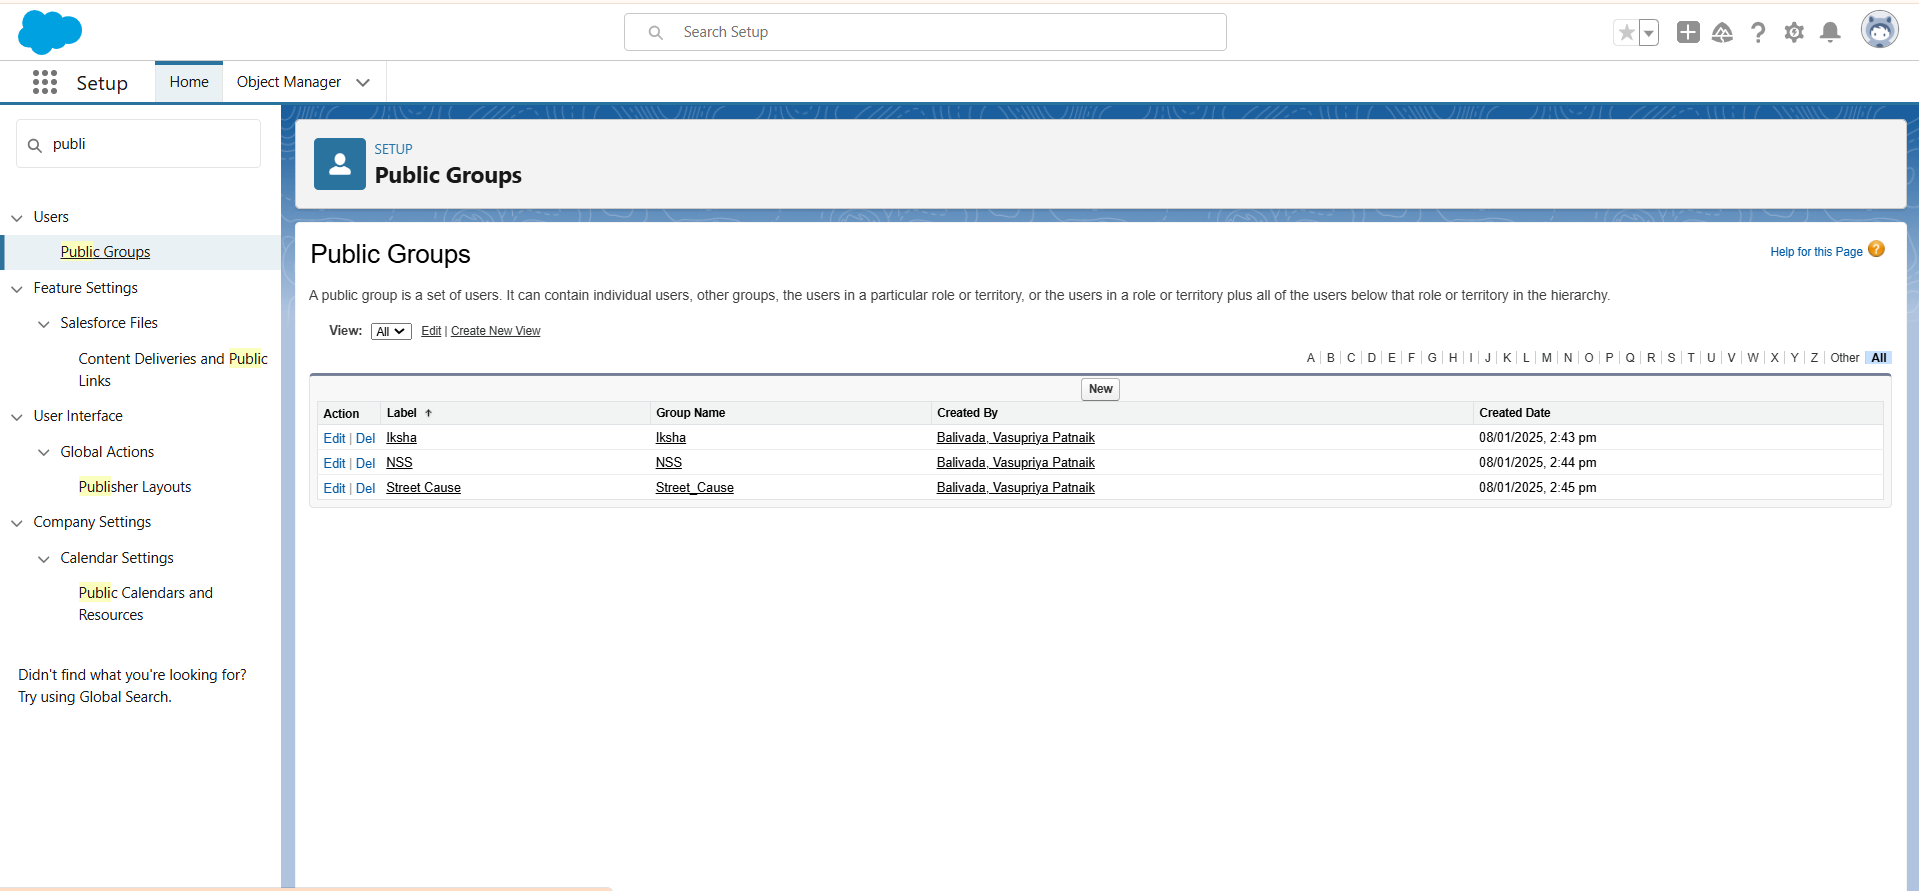 Search Setup
Setup
Home
Object Manager
publi
Users
Public Groups
Feature Settings
Salesforce Files
Content Deliveries and Public
Links
User Interface
Global Actions
Publisher Layouts
Company Settings
Calendar Settings
Public Calendars and
Resources
Didn't find what you're looking for?
Try using Global Search.
SETUP
Public Groups
Public Groups
Help for this Page ?
A public group is a set of users. It can contain individual users, other groups, the users in a particular role or territory, or the users in a role or territory plus all of the users below that role or territory in the hierarchy.
View: All Edit | Create New View
A | B | C | D | E | F | G | H | I | J | K | L | M | N | O | P | Q | R | S | T | U | V | W | X | Y | Z | Other | All
New
Action Label Group Name Created By Created Date
Edit | Del Iksha Iksha Balivada, Vasupriya Patnaik 08/01/2025, 2:43 pm
Edit | Del NSS NSS Balivada, Vasupriya Patnaik 08/01/2025, 2:44 pm
Edit | Del Street Cause Street_Cause Balivada, Vasupriya Patnaik 08/01/2025, 2:45 pm